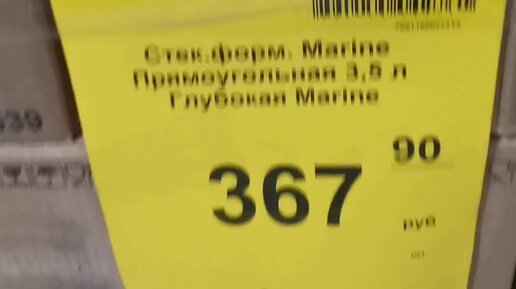 Стек.форм. Marine
Прямоугольная 3,5 л
Глубокая Marine
367
90
руб
шт.